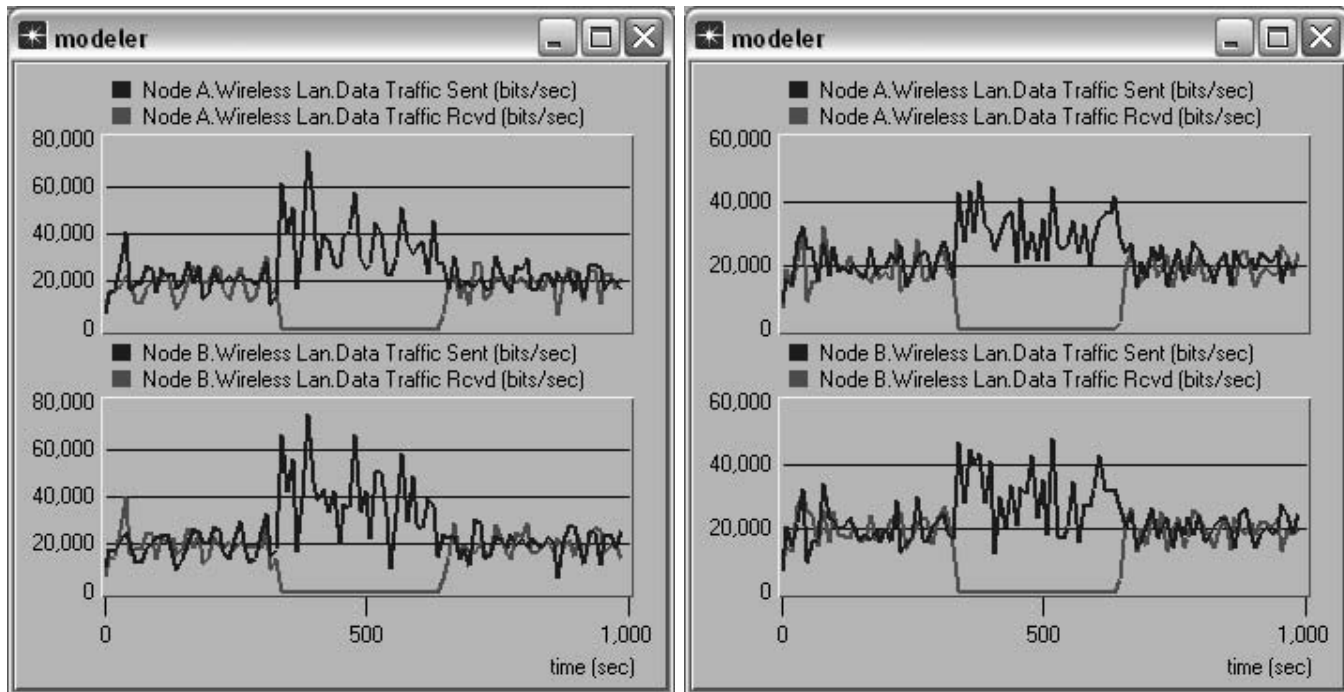 modeler
Node A.Wireless Lan.Data Traffic Sent (bits/sec)
Node A.Wireless Lan.Data Traffic Rcvd (bits/sec)
80,000
60,000
40,000
20,000
0
Node B.Wireless Lan.Data Traffic Sent (bits/sec)
Node B.Wireless Lan.Data Traffic Rcvd (bits/sec)
80,000
60,000
40,000
20,000
0
0 500 1,000
time (sec)
modeler
Node A.Wireless Lan.Data Traffic Sent (bits/sec)
Node A.Wireless Lan.Data Traffic Rcvd (bits/sec)
60,000
40,000
20,000
0
Node B.Wireless Lan.Data Traffic Sent (bits/sec)
Node B.Wireless Lan.Data Traffic Rcvd (bits/sec)
60,000
40,000
20,000
0
0 500 1,000
time (sec)